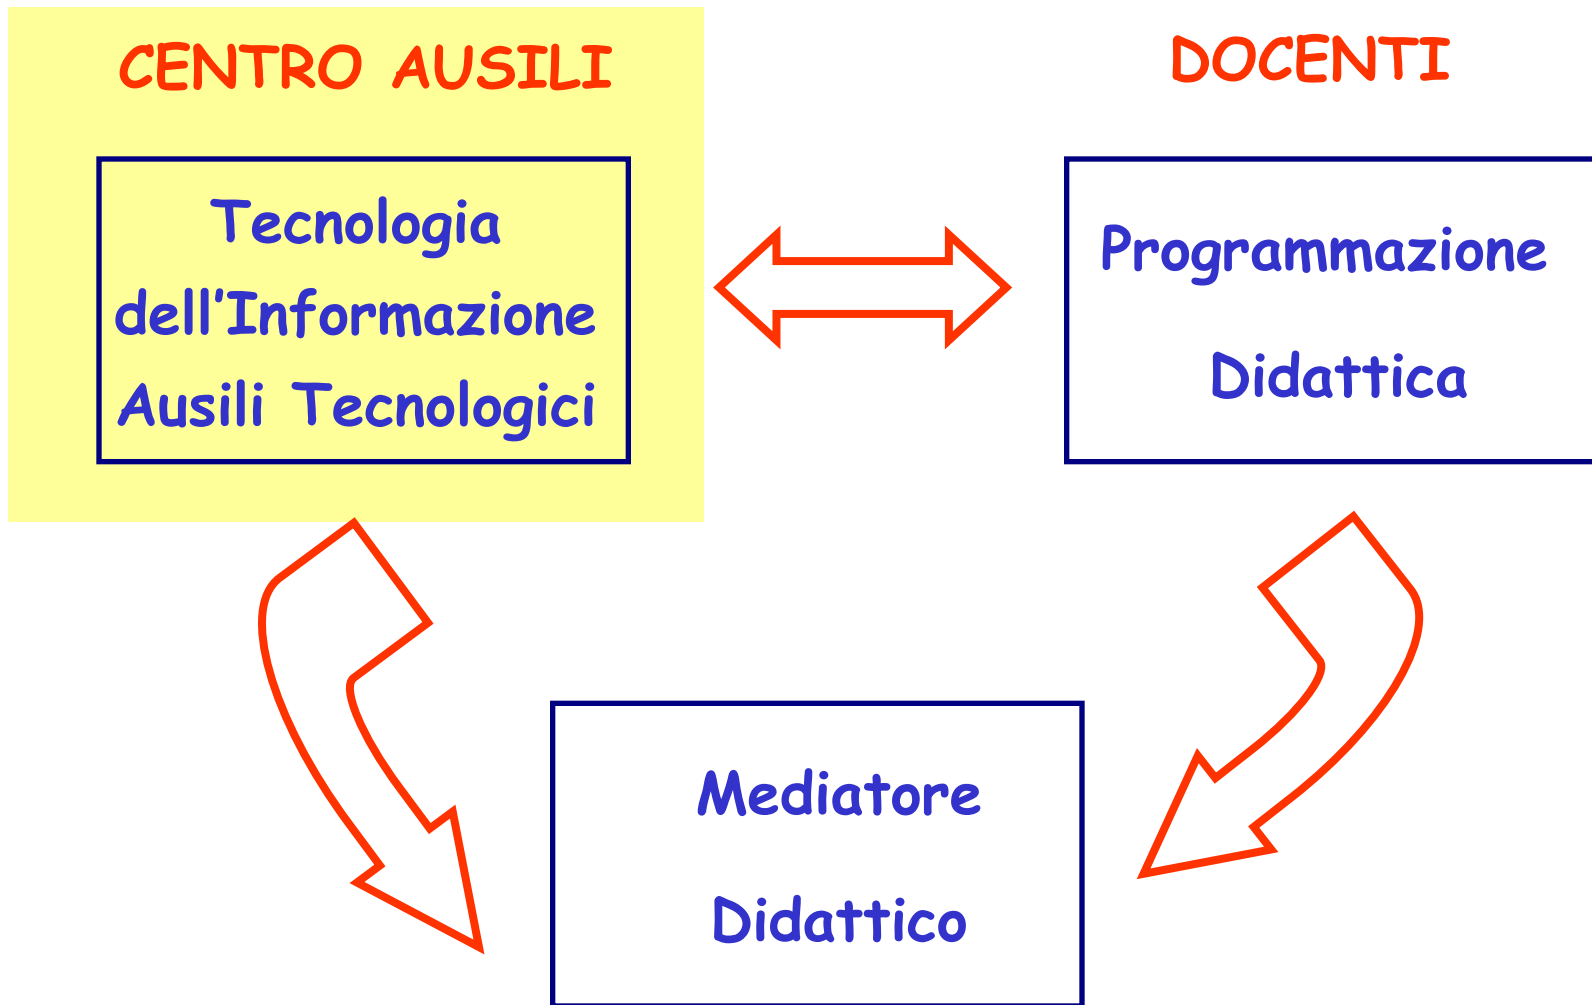 CENTRO AUSILI
DOCENTI
Tecnologia
dell'Informazione
Ausili Tecnologici
Programmazione
Didattica
Mediatore
Didattico